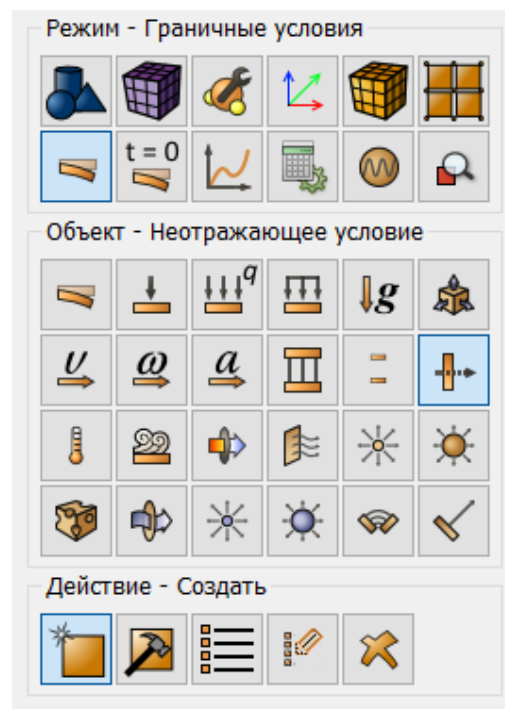 Режим - Граничные условия
t = 0
Объект - Неотражающее условие
q
g
υ
ω
a
Действие - Создать